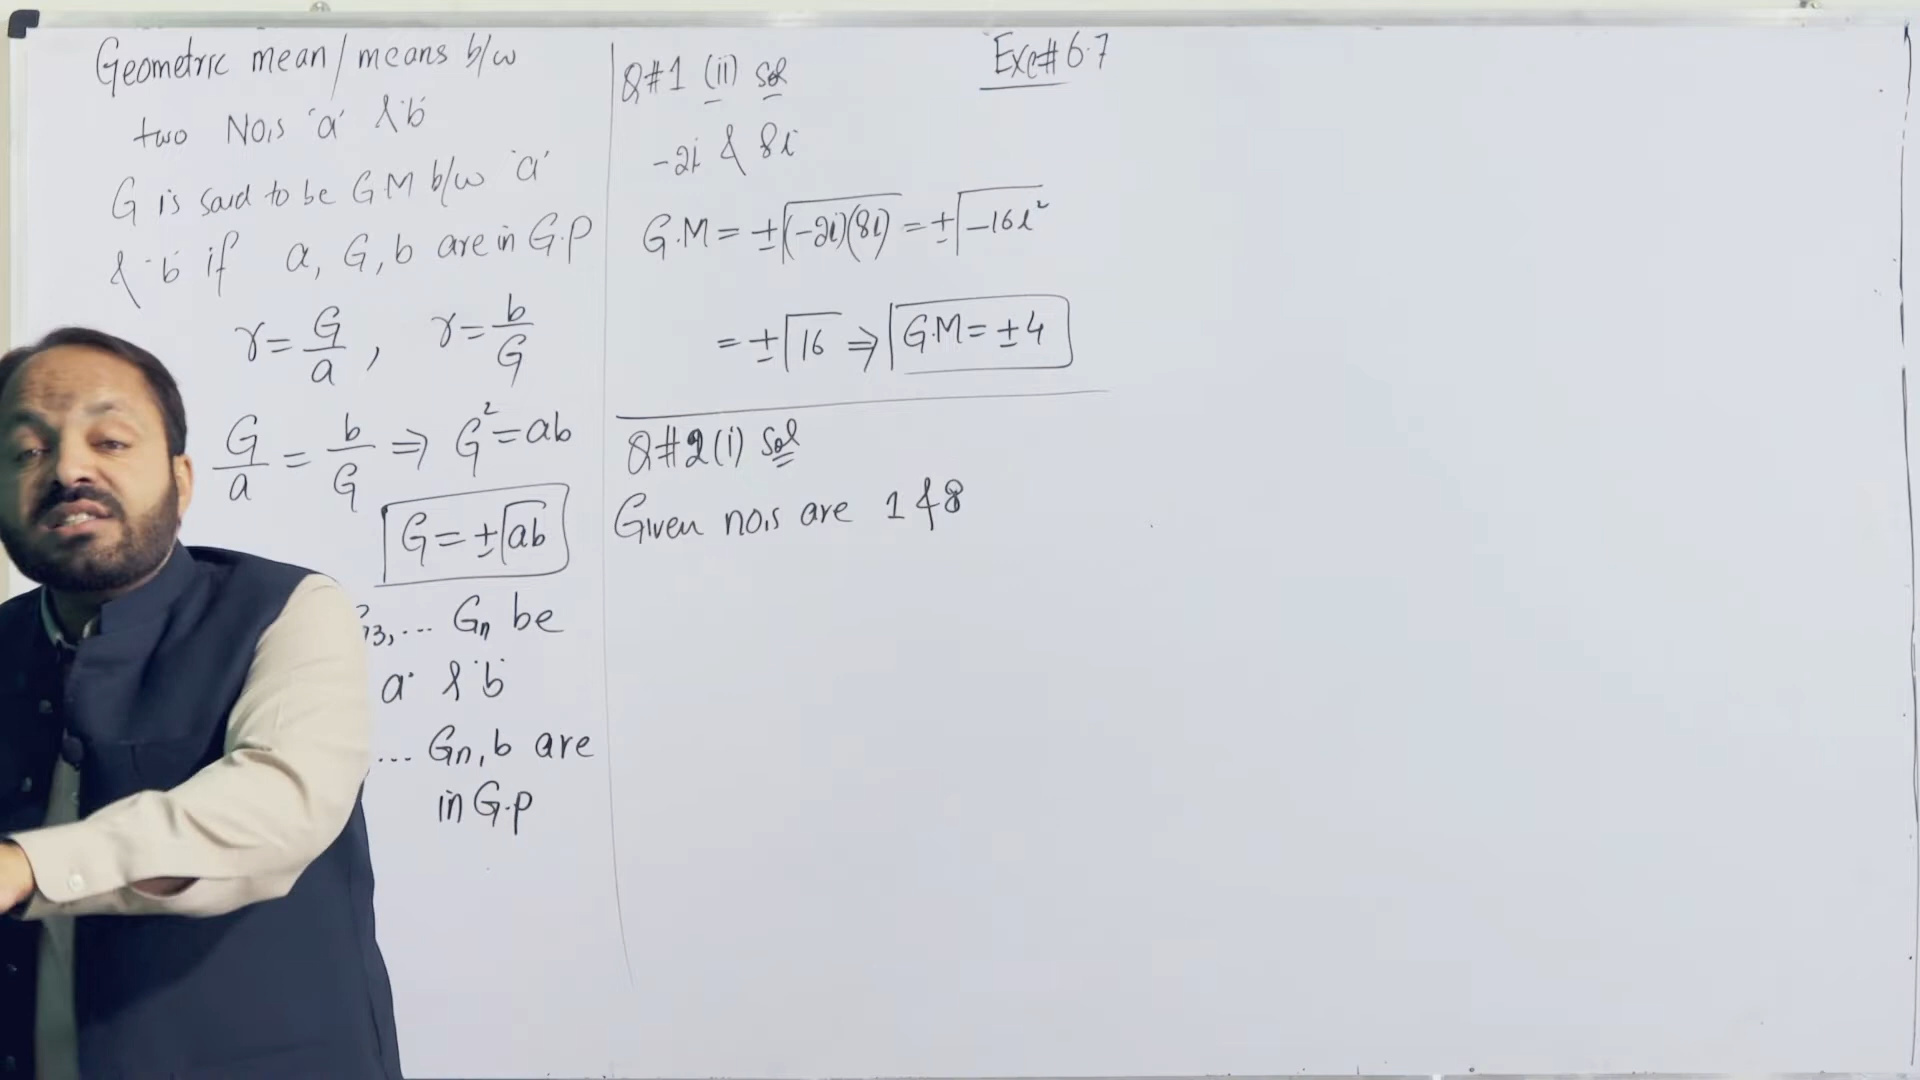 Geometric mean/means b/w
two No,s 'a' & 'b'
G is said to be G.M b/w 'a'
& 'b' if a, G, b are in G.P
r = G/a , r = b/G
G/a = b/G ⇒ G² = ab
G = ±√ab
3, ... Gn be
a' & 'b'
... Gn, b are
in G.P
Exe# 6.7
Q#1 (ii) Sol
-2i & 8i
G.M = ±√(-2i)(8i) = ±√-16i²
= ±√16 ⇒ G.M = ±4
Q#2(i) Sol
Given no,s are 1 & 8